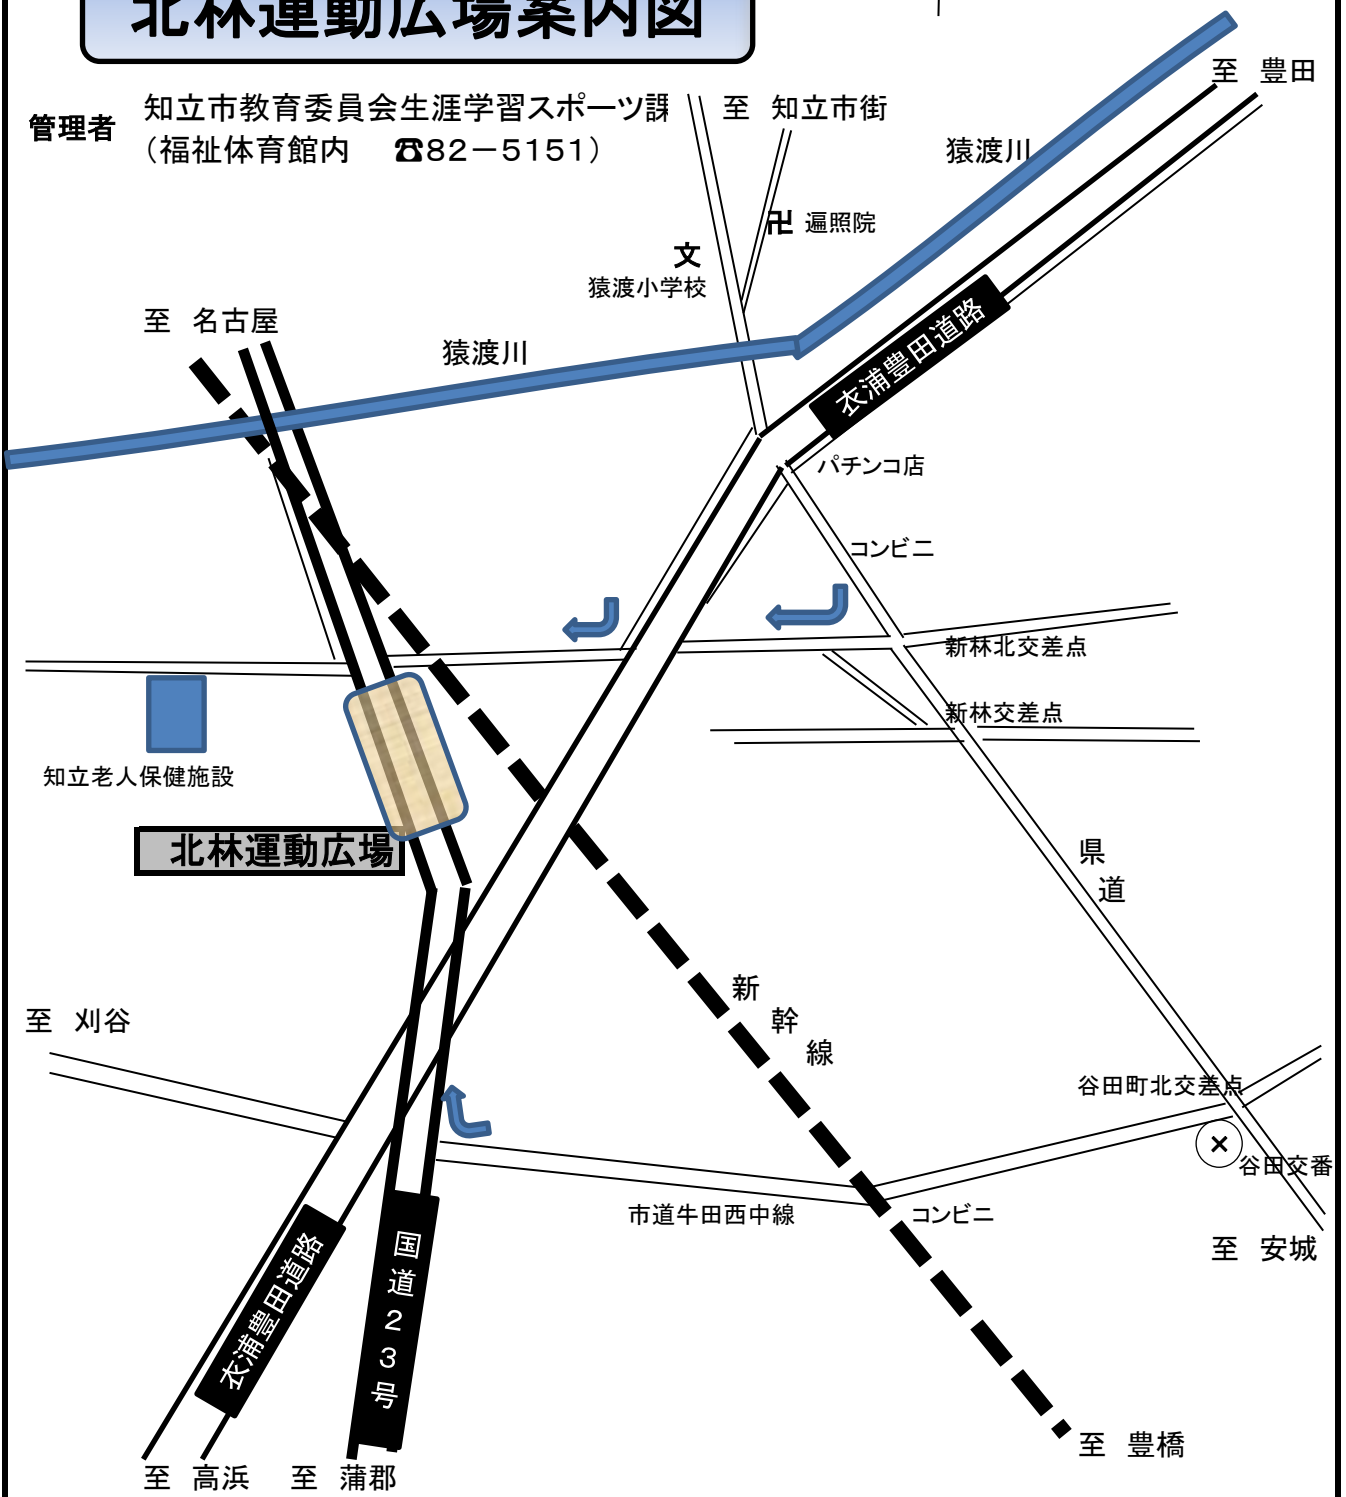 北林運動広場案内図
管理者
知立市教育委員会生涯学習スポーツ課
（福祉体育館内　☎82－5151）
至　知立市街
至　豊田
猿渡川
卍 遍照院
文
猿渡小学校
至　名古屋
猿渡川
衣浦豊田道路
パチンコ店
コンビニ
新林北交差点
新林交差点
知立老人保健施設
北林運動広場
県道
新幹線
至　刈谷
谷田町北交差点
×
谷田交番
市道牛田西中線
コンビニ
至　安城
衣浦豊田道路
国道２３号
至　豊橋
至　高浜
至　蒲郡